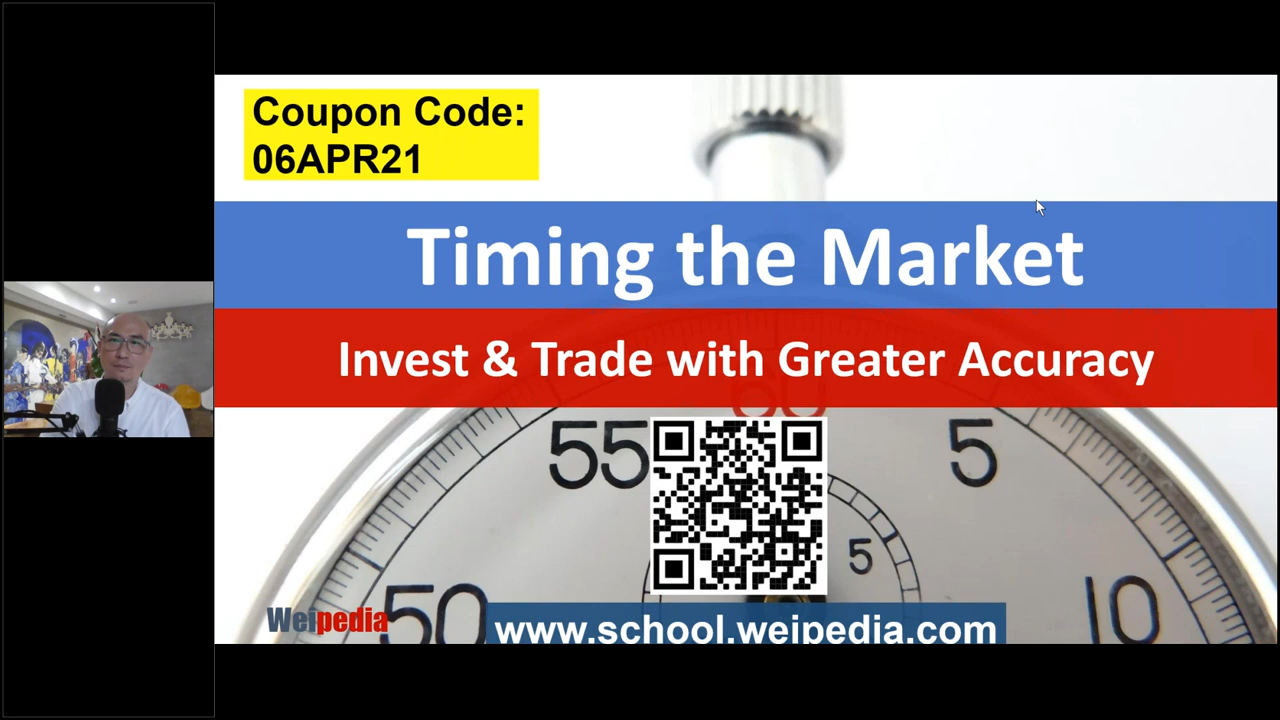 Coupon Code:
06APR21
Timing the Market
Invest & Trade with Greater Accuracy
60
55
5
5
50
10
Weipedia
www.school.weipedia.com